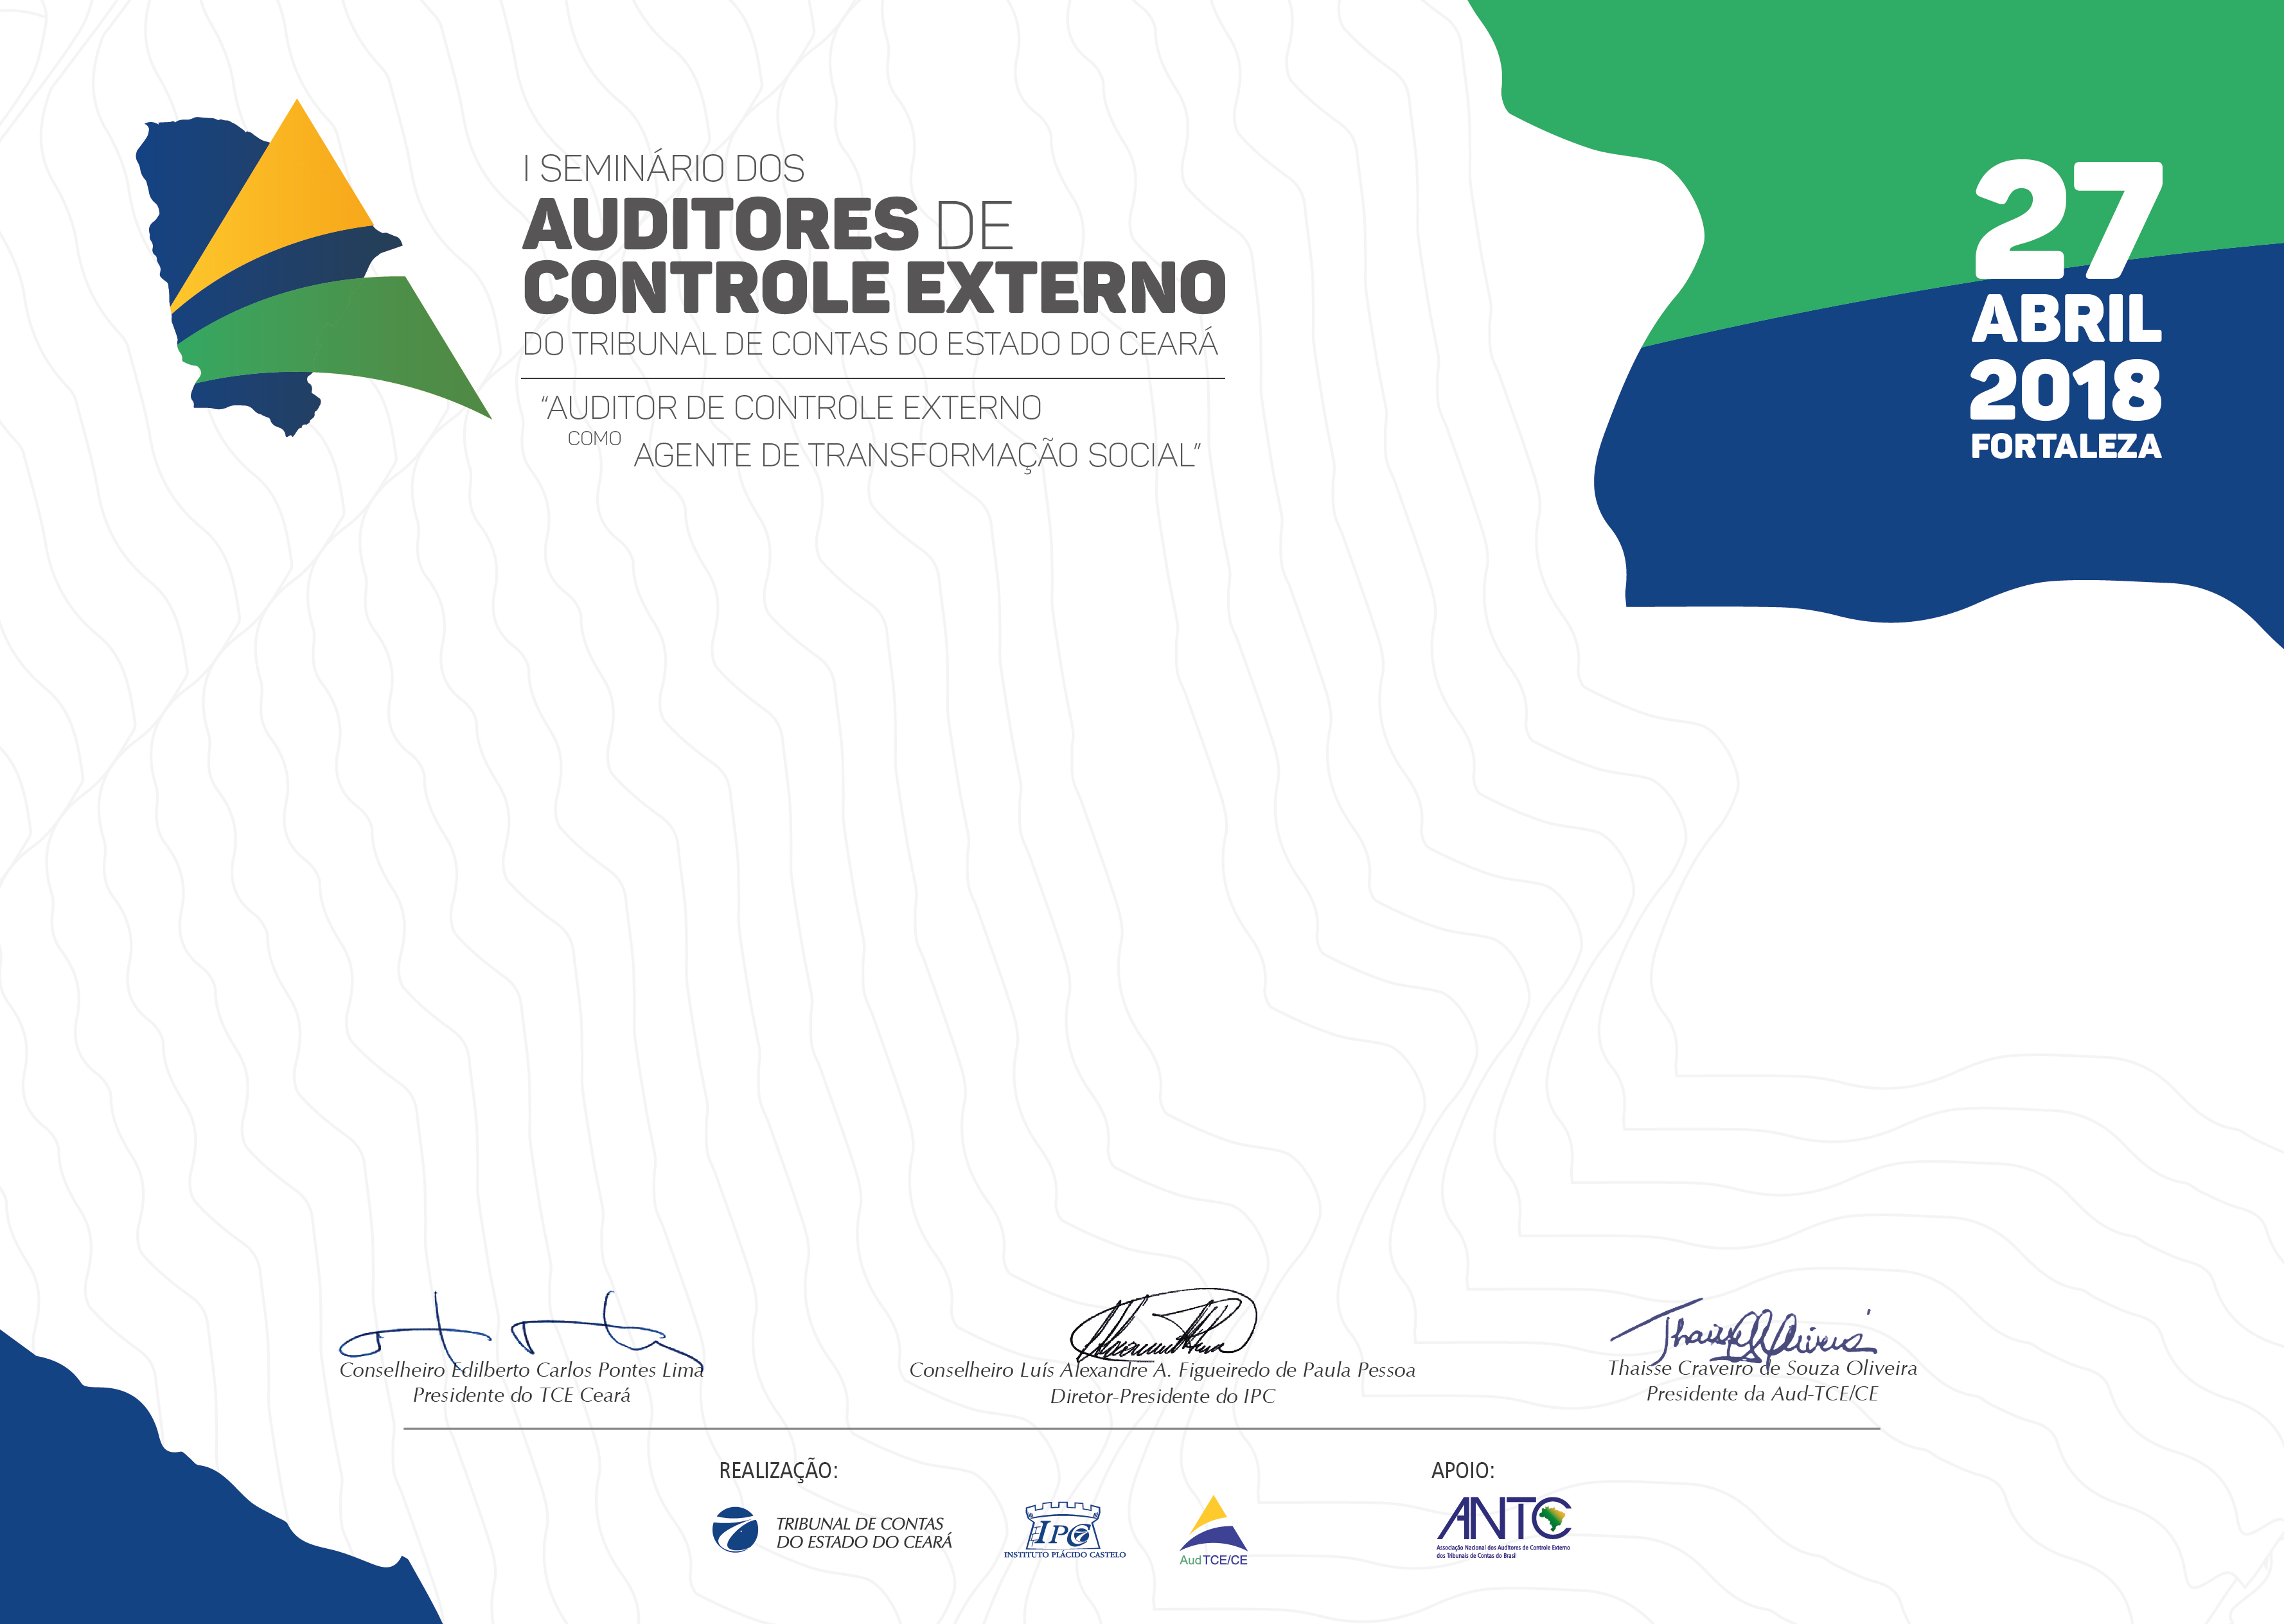 I SEMINÁRIO DOS
AUDITORES DE
CONTROLE EXTERNO
DO TRIBUNAL DE CONTAS DO ESTADO DO CEARÁ
“AUDITOR DE CONTROLE EXTERNO
COMO
AGENTE DE TRANSFORMAÇÃO SOCIAL”
27
ABRIL
2018
FORTALEZA
Conselheiro Edilberto Carlos Pontes Lima
Presidente do TCE Ceará
Conselheiro Luís Alexandre A. Figueiredo de Paula Pessoa
Diretor-Presidente do IPC
Thaisse Oliveira
Thaisse Craveiro de Souza Oliveira
Presidente da Aud-TCE/CE
REALIZAÇÃO:
TRIBUNAL DE CONTAS
DO ESTADO DO CEARÁ
IPC
INSTITUTO PLÁCIDO CASTELO
AudTCE/CE
APOIO:
ANTC
Associação Nacional dos Auditores de Controle Externo
dos Tribunais de Contas do Brasil